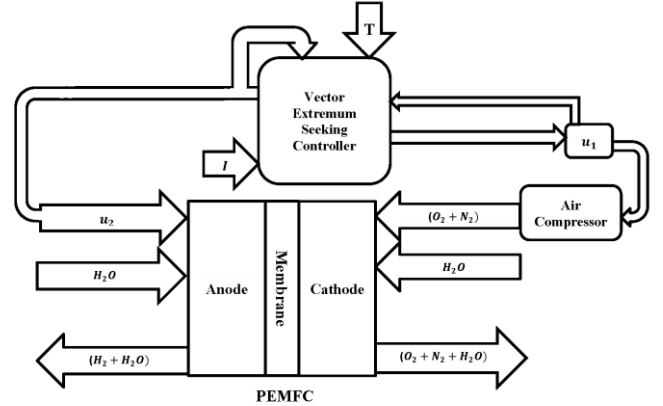 T
Vector
Extremum
Seeking
Controller
I
u₁
u₂
(O₂ + N₂)
Air
Compressor
H₂O
Anode
Membrane
Cathode
H₂O
(H₂ + H₂O)
(O₂ + N₂ + H₂O)
PEMFC